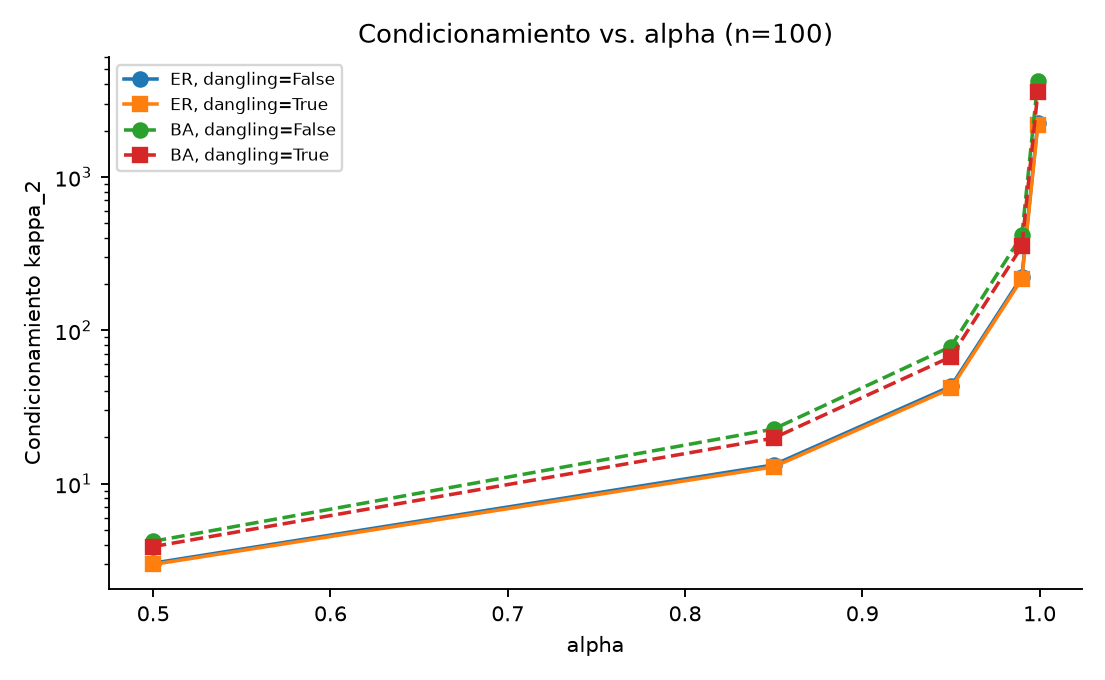 Condicionamiento vs. alpha (n=100)
ER, dangling=False
ER, dangling=True
BA, dangling=False
BA, dangling=True
Condicionamiento kappa_2
10^3
10^2
10^1
0.5 0.6 0.7 0.8 0.9 1.0
alpha